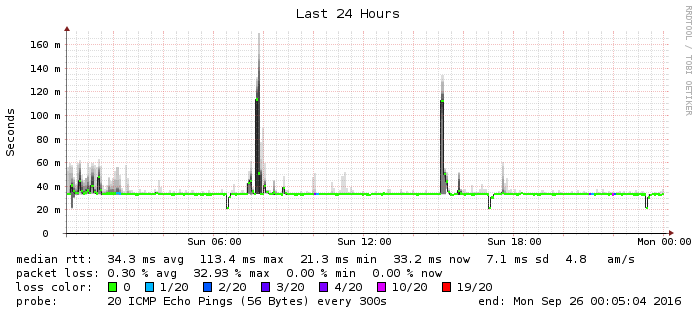 Last 24 Hours
RRDTOOL / TOBI OETIKER
Seconds
160 m
140 m
120 m
100 m
80 m
60 m
40 m
20 m
0
Sun 06:00 Sun 12:00 Sun 18:00 Mon 00:00
median rtt: 34.3 ms avg 113.4 ms max 21.3 ms min 33.2 ms now 7.1 ms sd 4.8 am/s
packet loss: 0.30 % avg 32.93 % max 0.00 % min 0.00 % now
loss color: 0 1/20 2/20 3/20 4/20 10/20 19/20
probe: 20 ICMP Echo Pings (56 Bytes) every 300s end: Mon Sep 26 00:05:04 2016